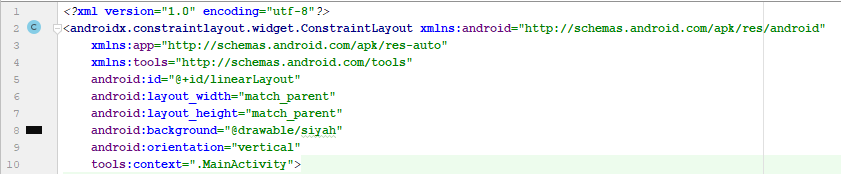 1 <?xml version="1.0" encoding="utf-8"?>
2 C <androidx.constraintlayout.widget.ConstraintLayout xmlns:android="http://schemas.android.com/apk/res/android"
3 xmlns:app="http://schemas.android.com/apk/res-auto"
4 xmlns:tools="http://schemas.android.com/tools"
5 android:id="@+id/linearLayout"
6 android:layout_width="match_parent"
7 android:layout_height="match_parent"
8 android:background="@drawable/siyah"
9 android:orientation="vertical"
10 tools:context=".MainActivity">